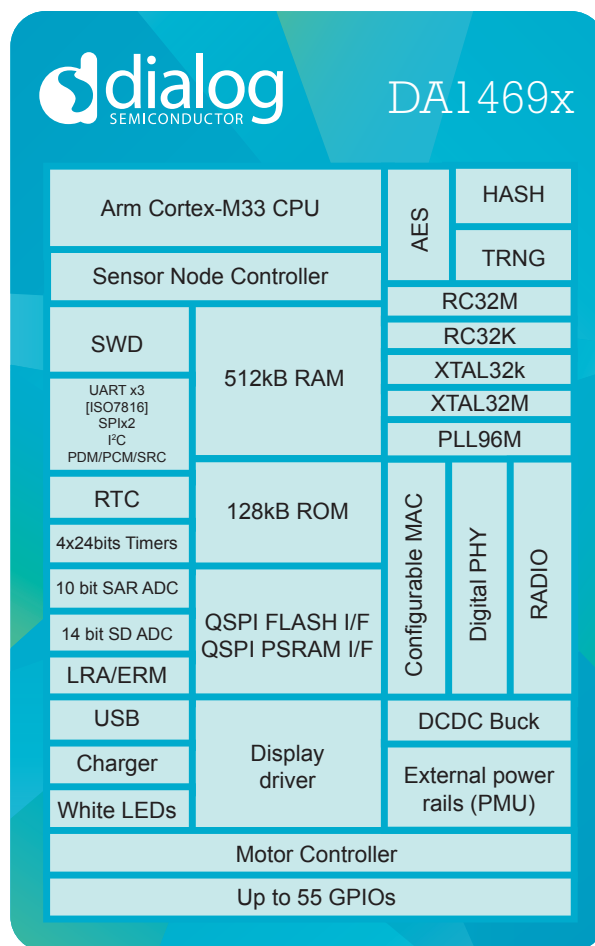 dialog
SEMICONDUCTOR
DA1469x
Arm Cortex-M33 CPU
AES
HASH
TRNG
Sensor Node Controller
RC32M
RC32K
XTAL32k
XTAL32M
PLL96M
SWD
512kB RAM
UART x3
[ISO7816]
SPIx2
I²C
PDM/PCM/SRC
RTC
128kB ROM
4x24bits Timers
Configurable MAC
Digital PHY
RADIO
10 bit SAR ADC
QSPI FLASH I/F
QSPI PSRAM I/F
14 bit SD ADC
LRA/ERM
USB
Display
driver
DCDC Buck
Charger
External power
rails (PMU)
White LEDs
Motor Controller
Up to 55 GPIOs